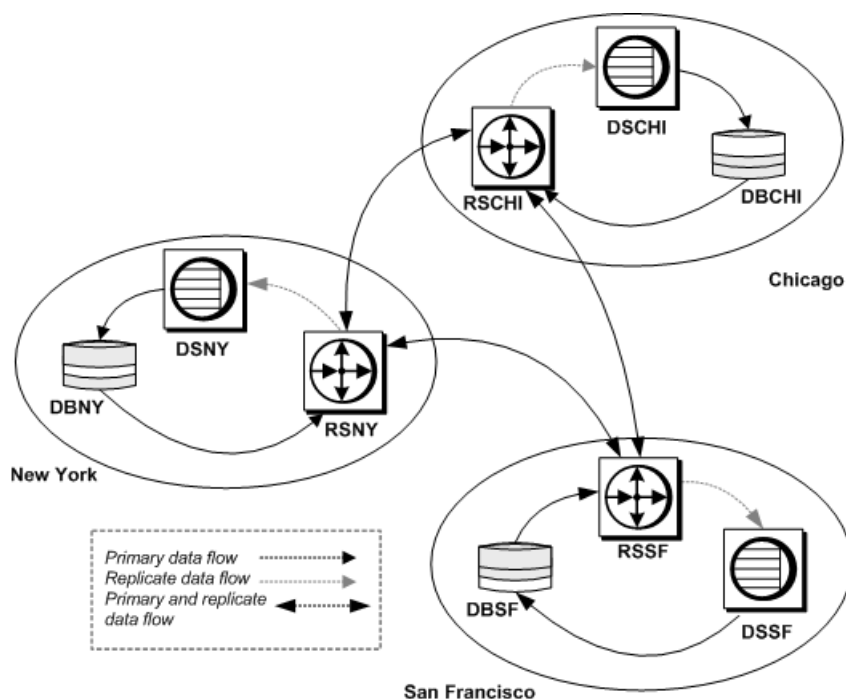 DSCHI
RSCHI
DBCHI
Chicago
DSNY
DBNY
RSNY
New York
RSSF
DBSF
DSSF
San Francisco
Primary data flow
Replicate data flow
Primary and replicate
data flow